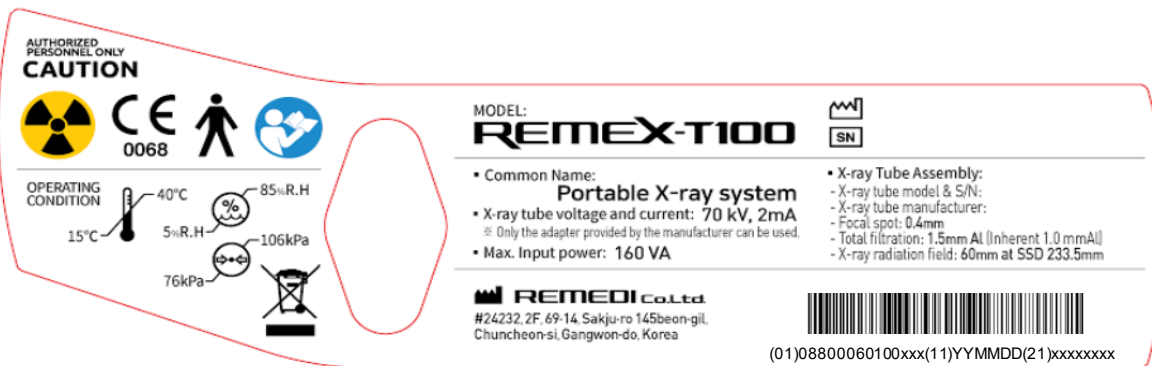 AUTHORIZED
PERSONNEL ONLY
CAUTION
CE
0068
OPERATING
CONDITION
40°C
15°C
%
85%R.H
5%R.H
106kPa
76kPa
MODEL:
REMEX-T100
SN
▪ Common Name:
Portable X-ray system
▪ X-ray tube voltage and current: 70 kV, 2mA
※ Only the adapter provided by the manufacturer can be used.
▪ Max. Input power: 160 VA
▪ X-ray Tube Assembly:
- X-ray tube model & S/N:
- X-ray tube manufacturer:
- Focal spot: 0.4mm
- Total filtration: 1.5mm Al (Inherent 1.0 mmAl)
- X-ray radiation field: 60mm at SSD 233.5mm
REMEDI Co.Ltd.
#24232, 2F, 69-14, Sakju-ro 145beon-gil,
Chuncheon-si, Gangwon-do, Korea
(01)08800060100xxx(11)YYMMDD(21)xxxxxxxx